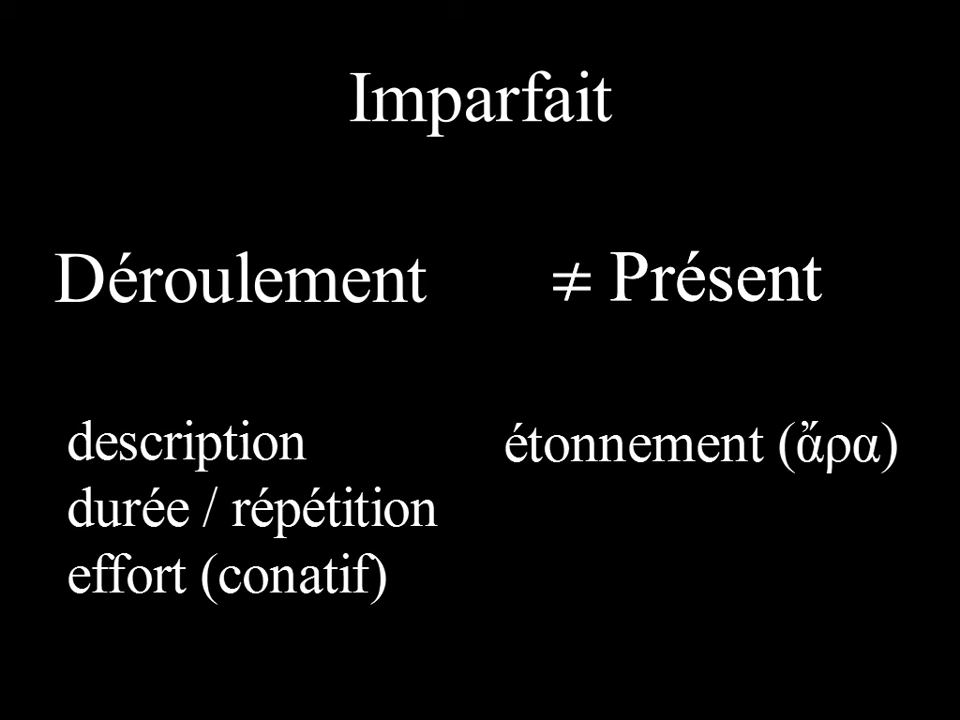 Imparfait
Déroulement
≠ Présent
description
durée / répétition
effort (conatif)
étonnement (ἄρα)